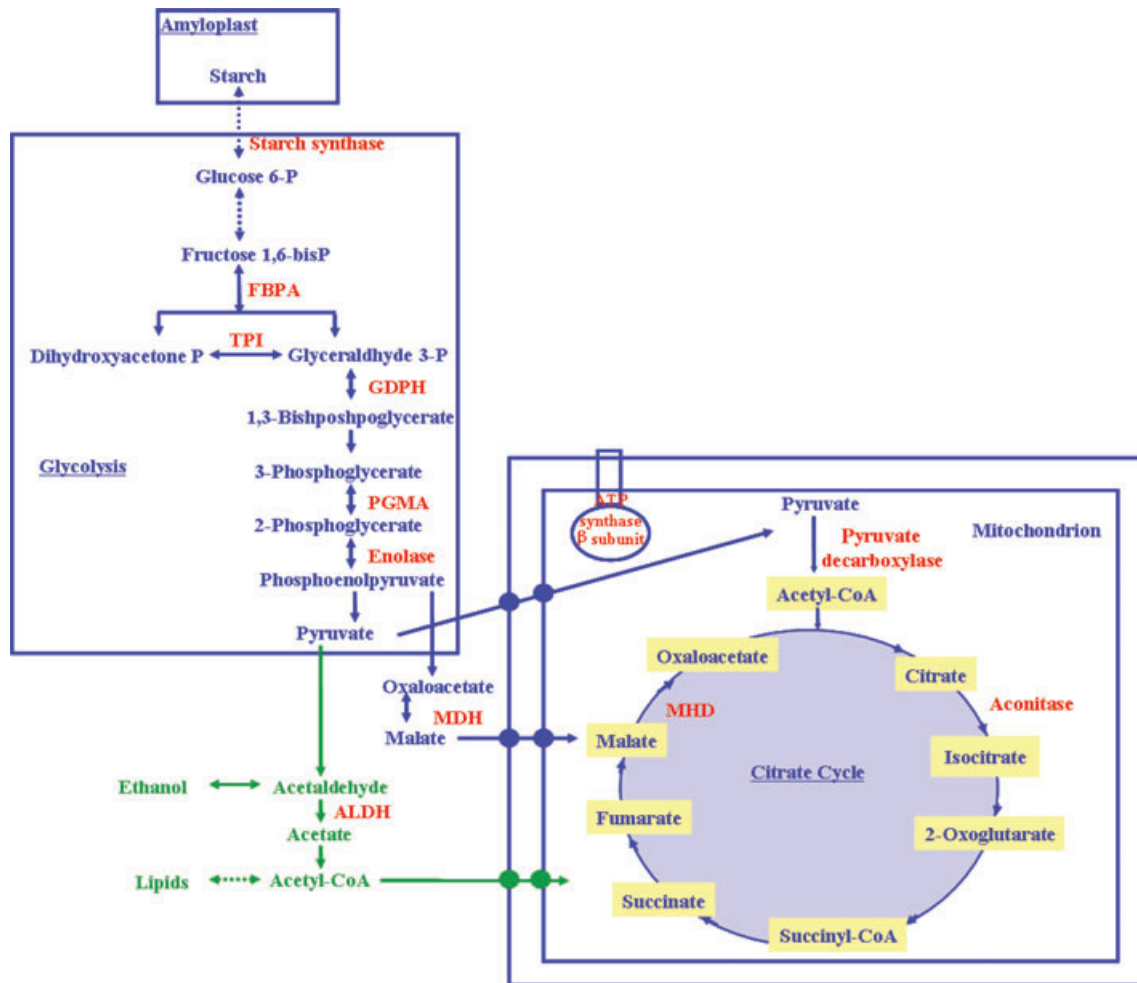 Amyloplast
Starch
Starch synthase
Glucose 6-P
Fructose 1,6-bisP
FBPA
TPI
Dihydroxyacetone P
Glyceraldhyde 3-P
GDPH
1,3-Bishposhpoglycerate
Glycolysis
3-Phosphoglycerate
PGMA
2-Phosphoglycerate
Enolase
Phosphoenolpyruvate
Pyruvate
Oxaloacetate
MDH
Malate
Ethanol
Acetaldehyde
ALDH
Acetate
Lipids
Acetyl-CoA
ATP
synthase
β subunit
Pyruvate
Mitochondrion
Pyruvate
decarboxylase
Acetyl-CoA
Oxaloacetate
Citrate
MHD
Aconitase
Malate
Isocitrate
Citrate Cycle
Fumarate
2-Oxoglutarate
Succinate
Succinyl-CoA